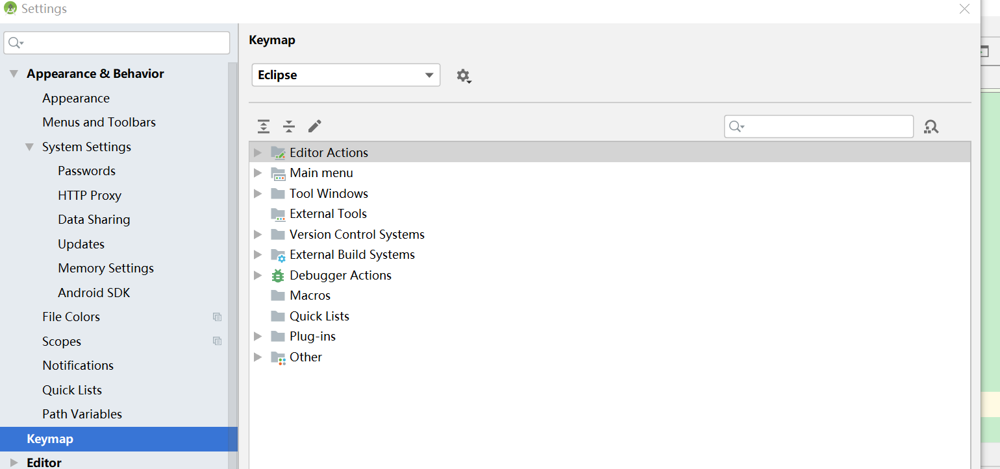 Settings
Appearance & Behavior
Appearance
Menus and Toolbars
System Settings
Passwords
HTTP Proxy
Data Sharing
Updates
Memory Settings
Android SDK
File Colors
Scopes
Notifications
Quick Lists
Path Variables
Keymap
Editor
Keymap
Eclipse
Editor Actions
Main menu
Tool Windows
External Tools
Version Control Systems
External Build Systems
Debugger Actions
Macros
Quick Lists
Plug-ins
Other